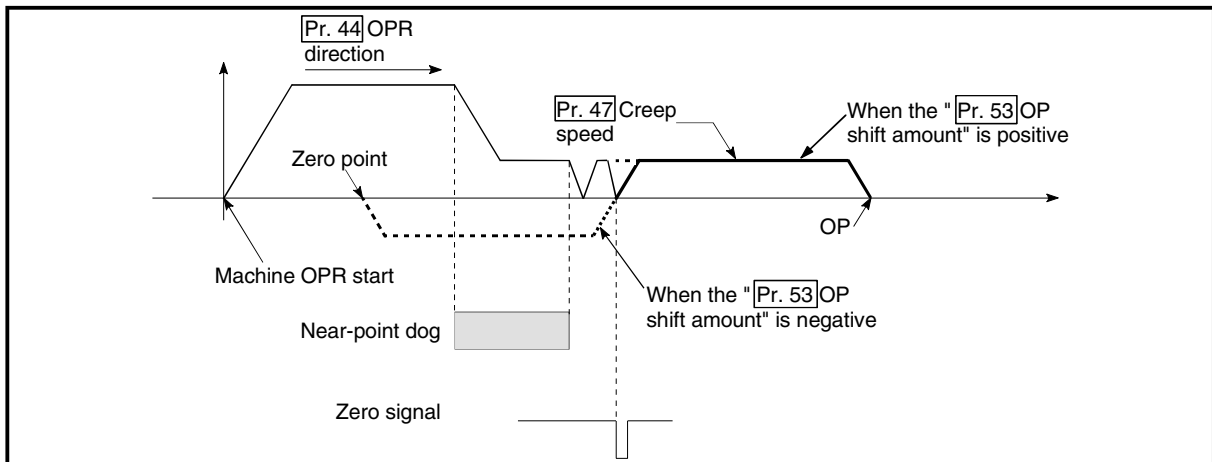 Pr. 44 OPR
direction
Pr. 47 Creep
speed
When the " Pr. 53 OP
shift amount" is positive
Zero point
OP
Machine OPR start
When the " Pr. 53 OP
shift amount" is negative
Near-point dog
Zero signal